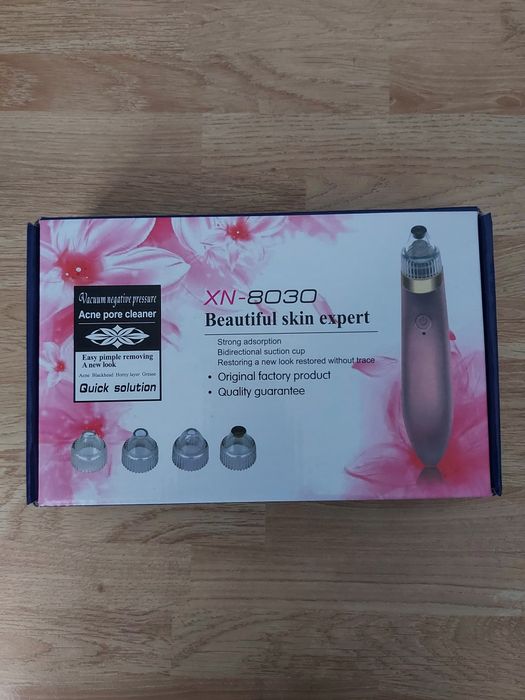 Vacuum negative pressure
Acne pore cleaner
Easy pimple removing
A new look
Acne Blackhead Horny layer Grease
Quick solution
XN-8030
Beautiful skin expert
Strong adsorption
Bidirectional suction cup
Restoring a new look restored without trace
• Original factory product
• Quality guarantee